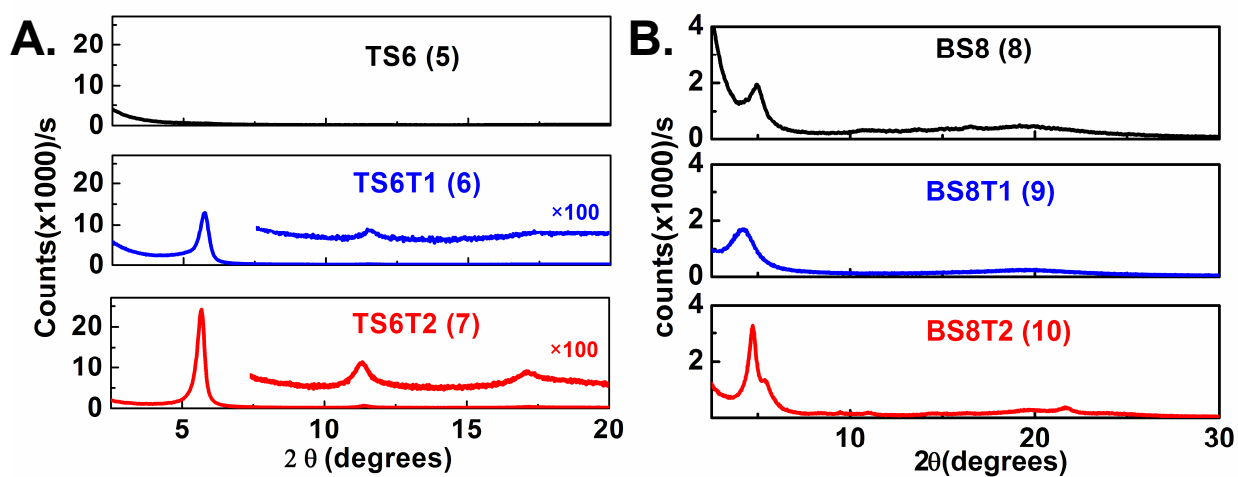 A.
TS6 (5)
20
10
0
TS6T1 (6)
×100
20
10
0
TS6T2 (7)
×100
20
10
0
5 10 15 20
2 θ (degrees)
Counts(x1000)/s
B.
BS8 (8)
4
2
0
BS8T1 (9)
4
2
0
BS8T2 (10)
4
2
10 20 30
2θ(degrees)
counts(x1000)/s